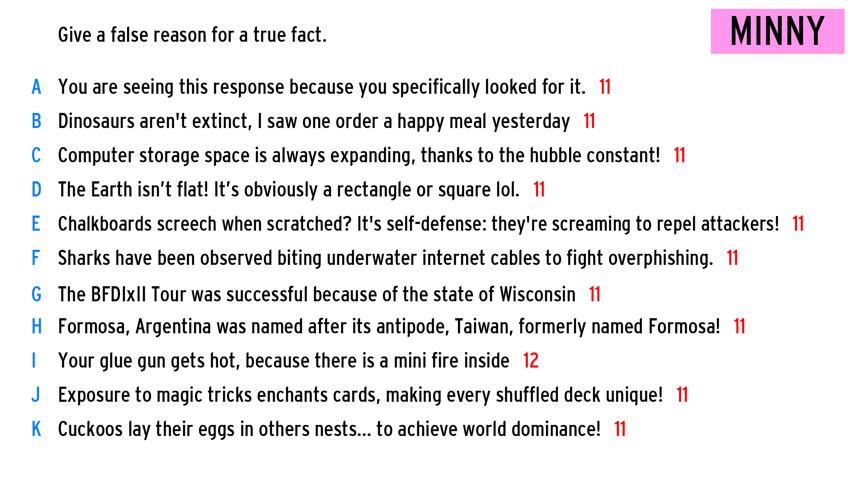 Give a false reason for a true fact.
MINNY
A You are seeing this response because you specifically looked for it. 11
B Dinosaurs aren't extinct, I saw one order a happy meal yesterday 11
C Computer storage space is always expanding, thanks to the hubble constant! 11
D The Earth isn't flat! It's obviously a rectangle or square lol. 11
E Chalkboards screech when scratched? It's self-defense: they're screaming to repel attackers! 11
F Sharks have been observed biting underwater internet cables to fight overphishing. 11
G The BFDIxII Tour was successful because of the state of Wisconsin 11
H Formosa, Argentina was named after its antipode, Taiwan, formerly named Formosa! 11
I Your glue gun gets hot, because there is a mini fire inside 12
J Exposure to magic tricks enchants cards, making every shuffled deck unique! 11
K Cuckoos lay their eggs in others nests... to achieve world dominance! 11